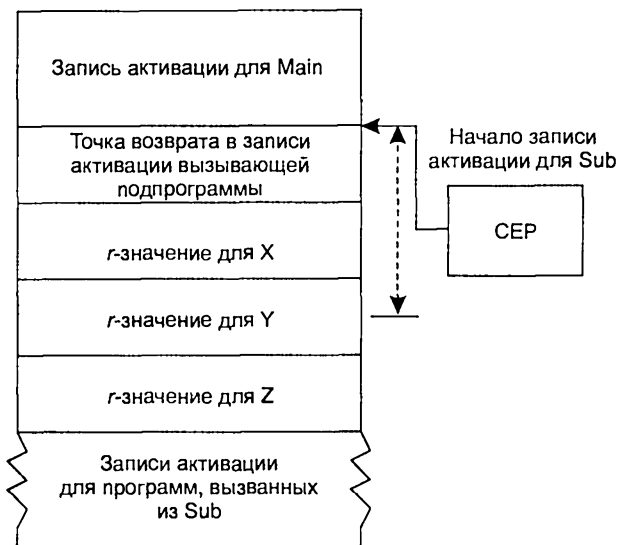 Запись активации для Main
Точка возврата в записи
активации вызывающей
подпрограммы
r-значение для X
r-значение для Y
r-значение для Z
Записи активации
для программ, вызванных
из Sub
Начало записи
активации для Sub
CEP